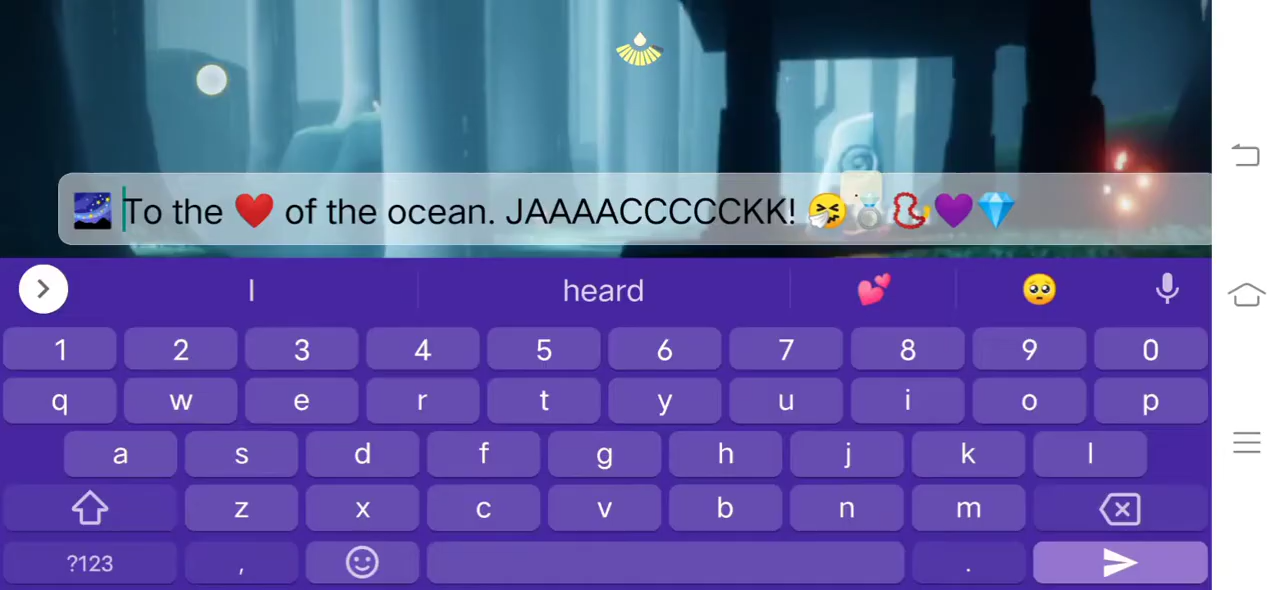 🌌 To the ❤️ of the ocean. JAAAACCCCCKK! 🤧💍📿💜💎
I heard 💕 🥺
1 2 3 4 5 6 7 8 9 0
q w e r t y u i o p
a s d f g h j k l
z x c v b n m
?123 , .